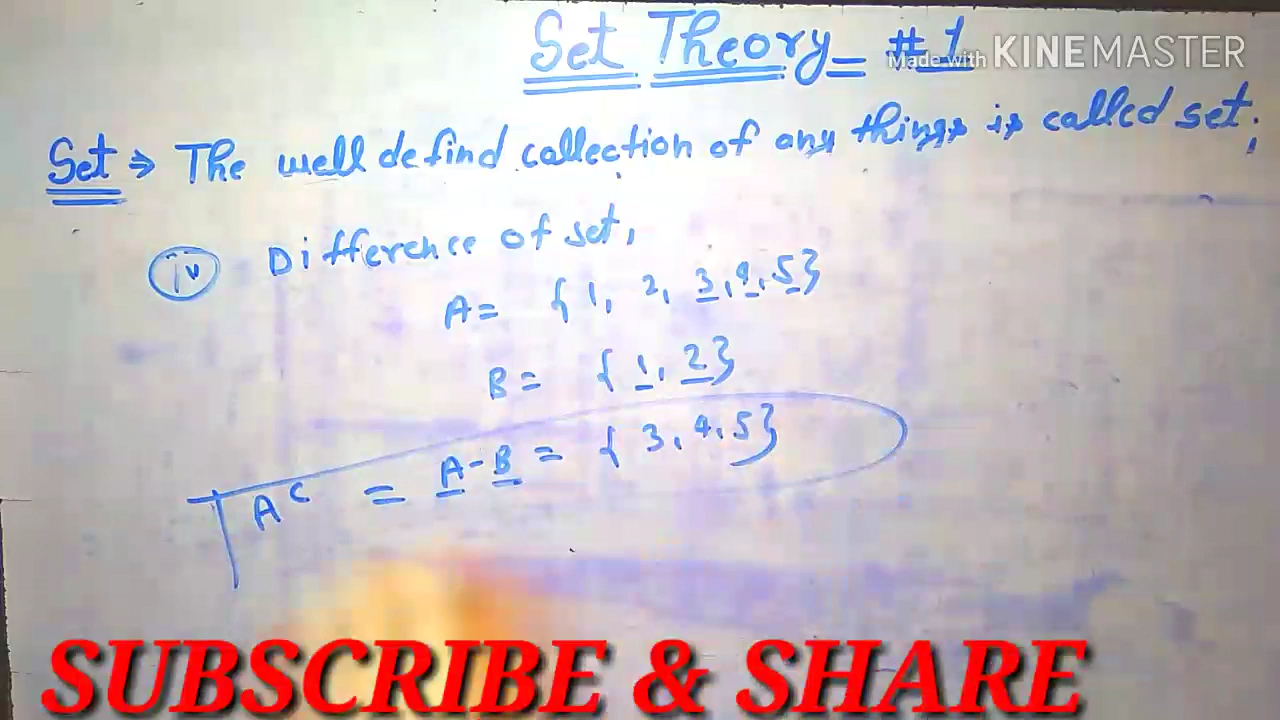 Set Theory = #1
Made with KINEMASTER
Set ⇒ The well defind collection of any things is called set.
iv Difference of set,
A = {1, 2, 3, 4, 5}
B = {1, 2}
A^c = A - B = {3, 4, 5}
SUBSCRIBE & SHARE